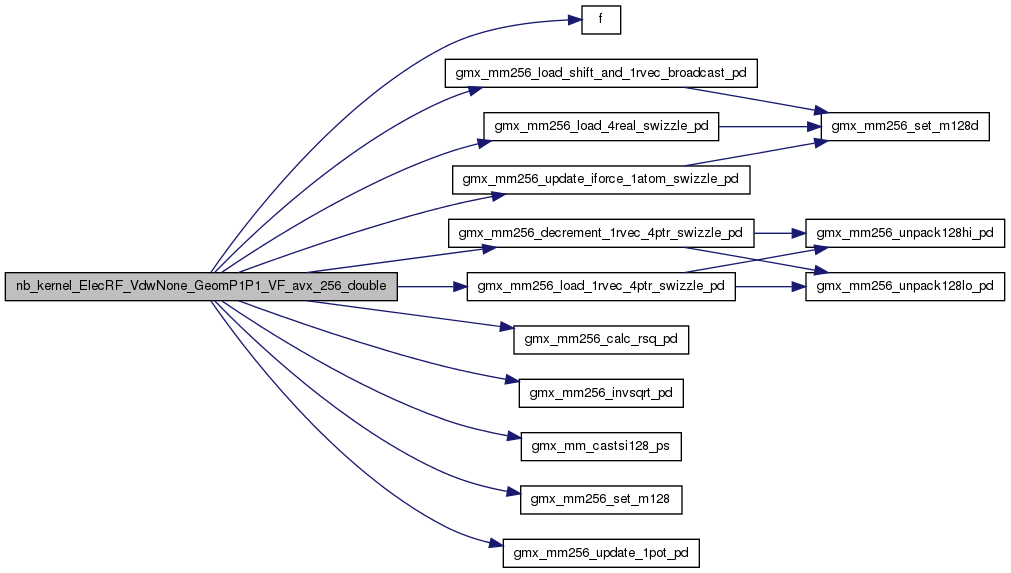 f
gmx_mm256_load_shift_and_1rvec_broadcast_pd
gmx_mm256_load_4real_swizzle_pd
gmx_mm256_set_m128d
gmx_mm256_update_iforce_1atom_swizzle_pd
gmx_mm256_decrement_1rvec_4ptr_swizzle_pd
gmx_mm256_unpack128hi_pd
nb_kernel_ElecRF_VdwNone_GeomP1P1_VF_avx_256_double
gmx_mm256_load_1rvec_4ptr_swizzle_pd
gmx_mm256_unpack128lo_pd
gmx_mm256_calc_rsq_pd
gmx_mm256_invsqrt_pd
gmx_mm_castsi128_ps
gmx_mm256_set_m128
gmx_mm256_update_1pot_pd